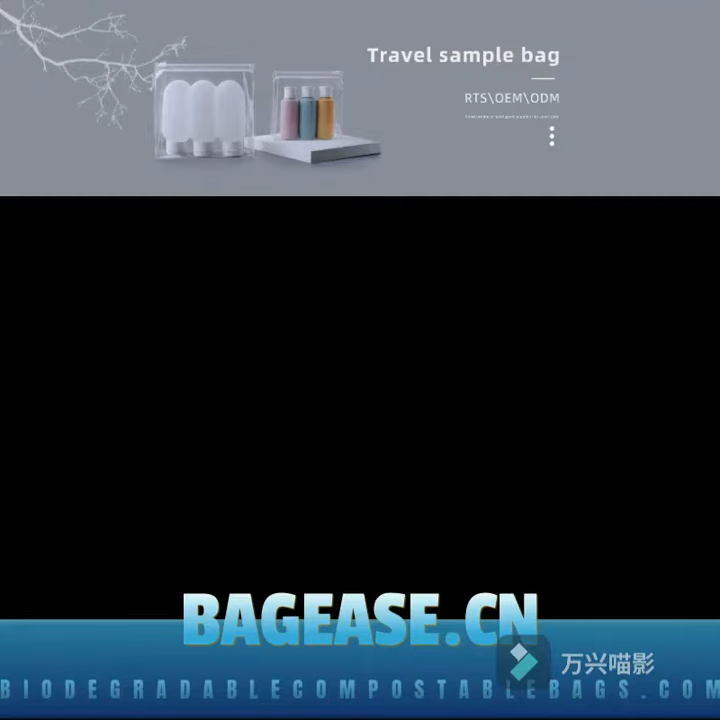 Travel sample bag
RTS\OEM\ODM
BAGEASE.CN
万兴喵影
BIODEGRADABLECOMPOSTABLEBAGS.COM